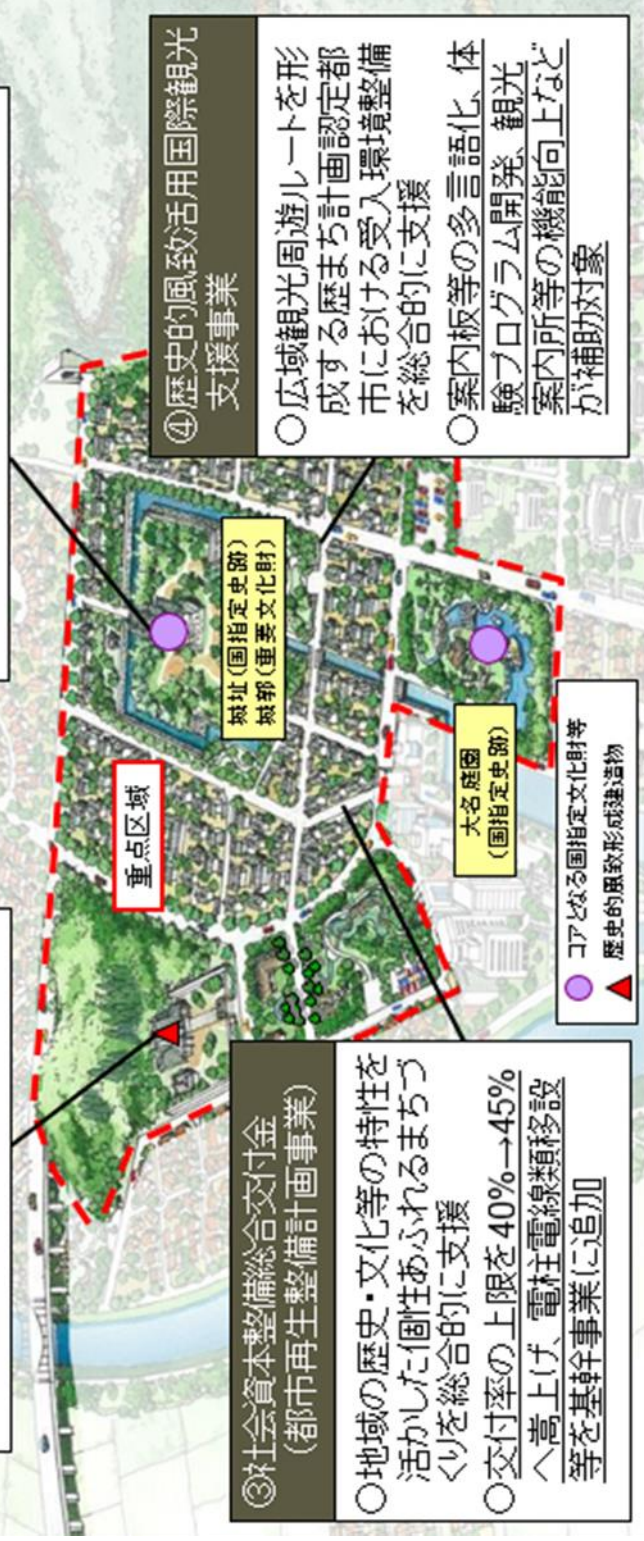 重点区域
城址(国指定史跡)
城郭(重要文化財)
大名庭園
(国指定史跡)
コアとなる国指定文化財等
歴史的風致形成建造物
③社会資本整備総合交付金
(都市再生整備計画事業)
○地域の歴史・文化等の特性を
活かした個性あふれるまちづ
くりを総合的に支援
○交付率の上限を40%→45%
へ嵩上げ、電柱電線類移設
等を基幹事業に追加
④歴史的風致活用国際観光
支援事業
○広域観光周遊ルートを形
成する歴まち計画認定都
市における受入環境整備
を総合的に支援
○案内板等の多言語化、体
験プログラム開発、観光
案内所等の機能向上など
が補助対象